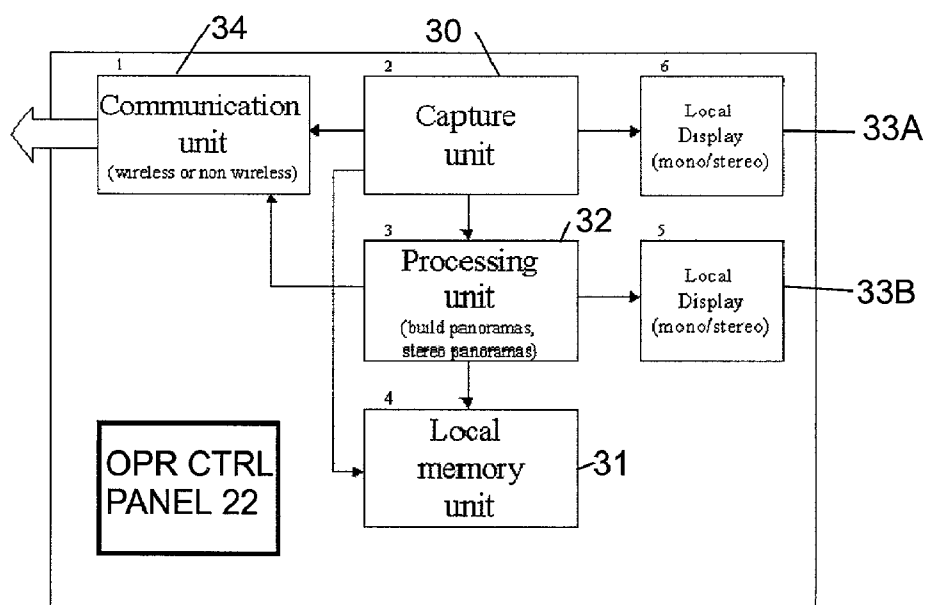 34
30
1
Communication
unit
(wireless or non wireless)
2
Capture
unit
6
Local
Display
(mono/stereo)
33A
32
3
Processing
unit
(build panoramas,
stereo panoramas)
5
Local
Display
(mono/stereo)
33B
4
Local
memory
unit
31
OPR CTRL
PANEL 22